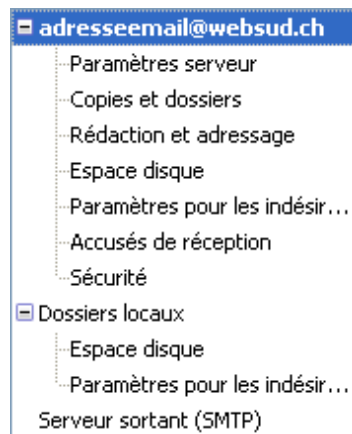 adresseemail@websud.ch
Paramètres serveur
Copies et dossiers
Rédaction et adressage
Espace disque
Paramètres pour les indésir...
Accusés de réception
Sécurité
Dossiers locaux
Espace disque
Paramètres pour les indésir...
Serveur sortant (SMTP)